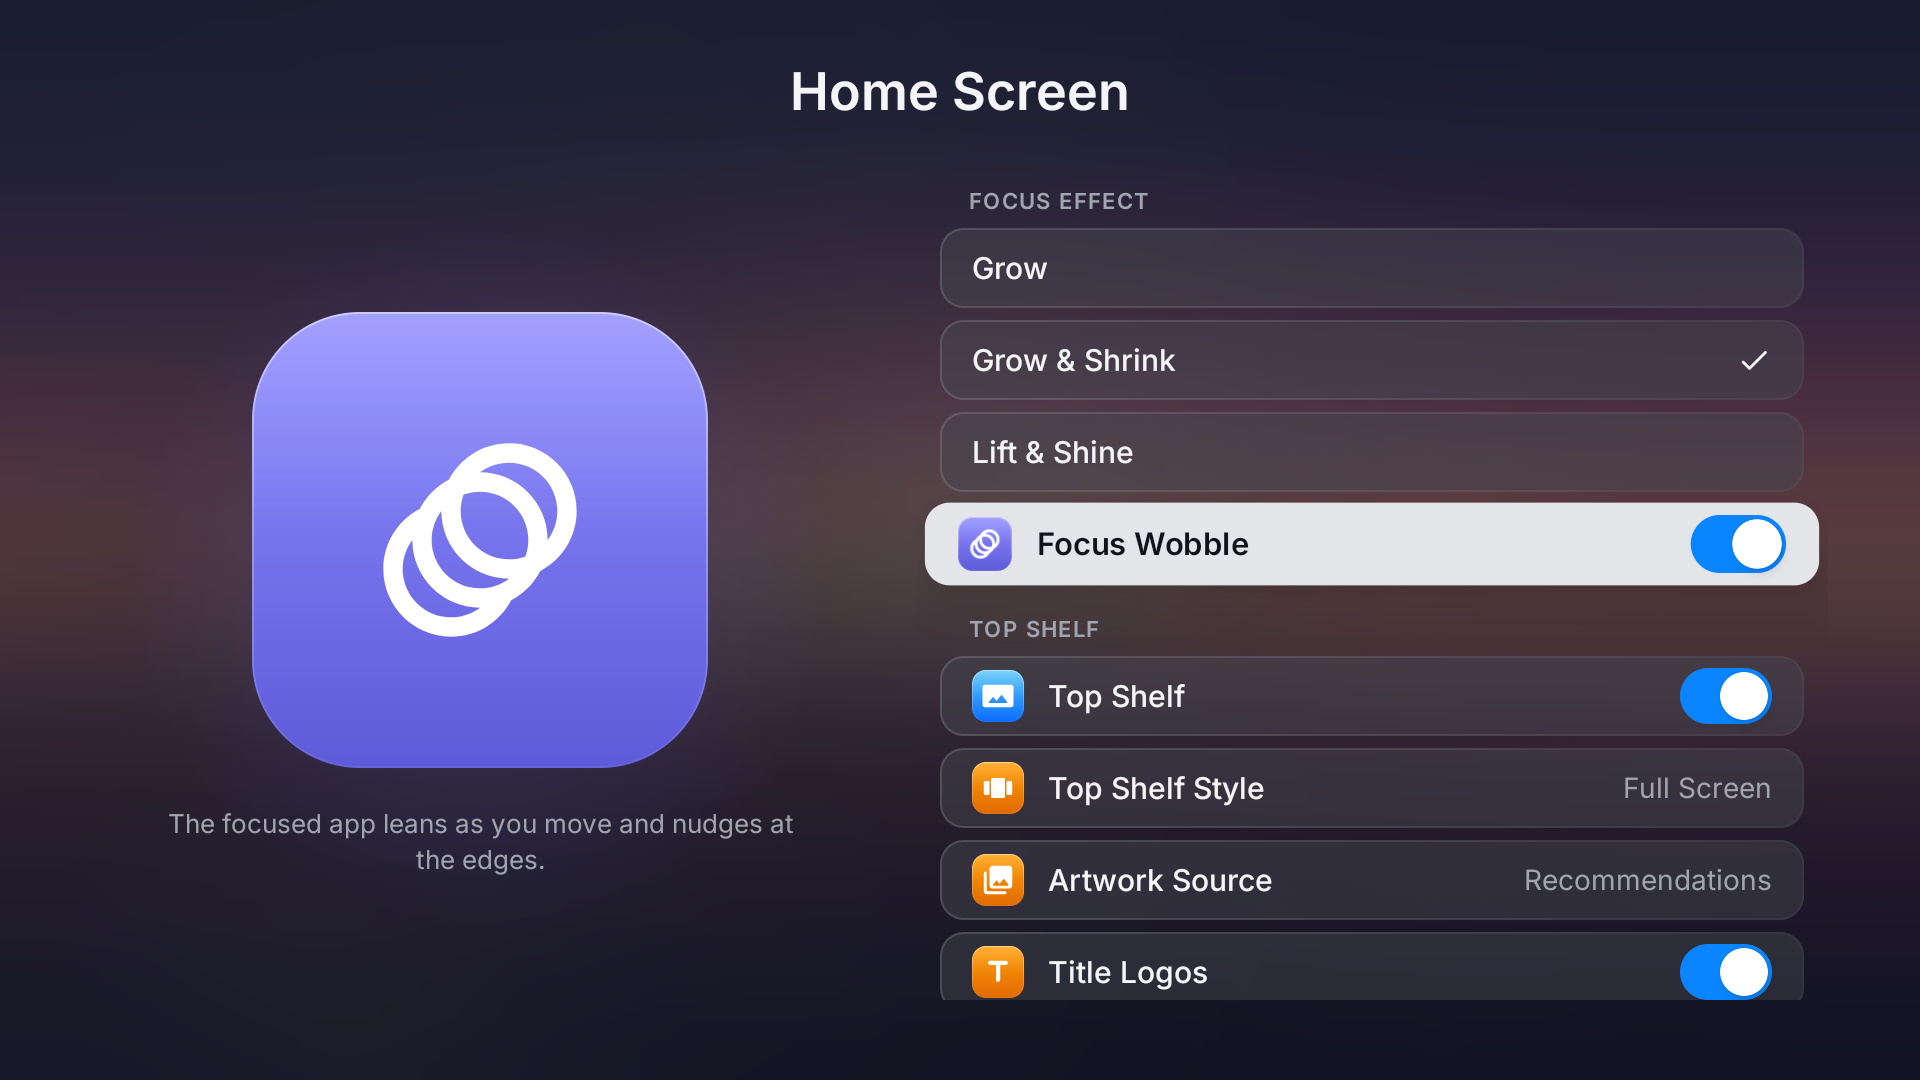 Home Screen
FOCUS EFFECT
Grow
Grow & Shrink
Lift & Shine
Focus Wobble
TOP SHELF
Top Shelf
Top Shelf Style
Full Screen
Artwork Source
Recommendations
Title Logos
The focused app leans as you move and nudges at
the edges.